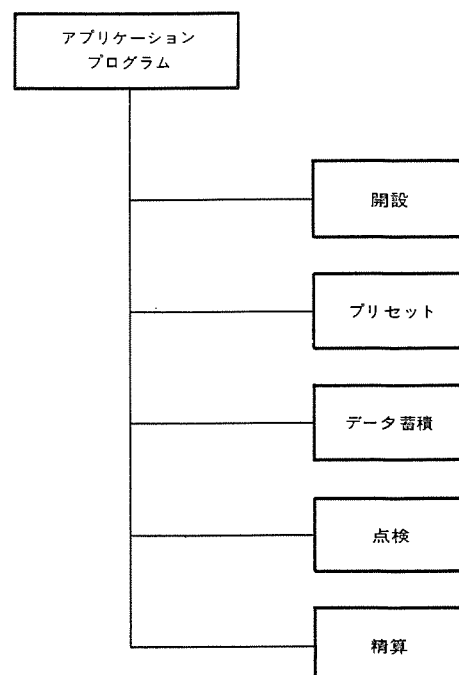 アプリケーション
プログラム
開設
プリセット
データ蓄積
点検
精算